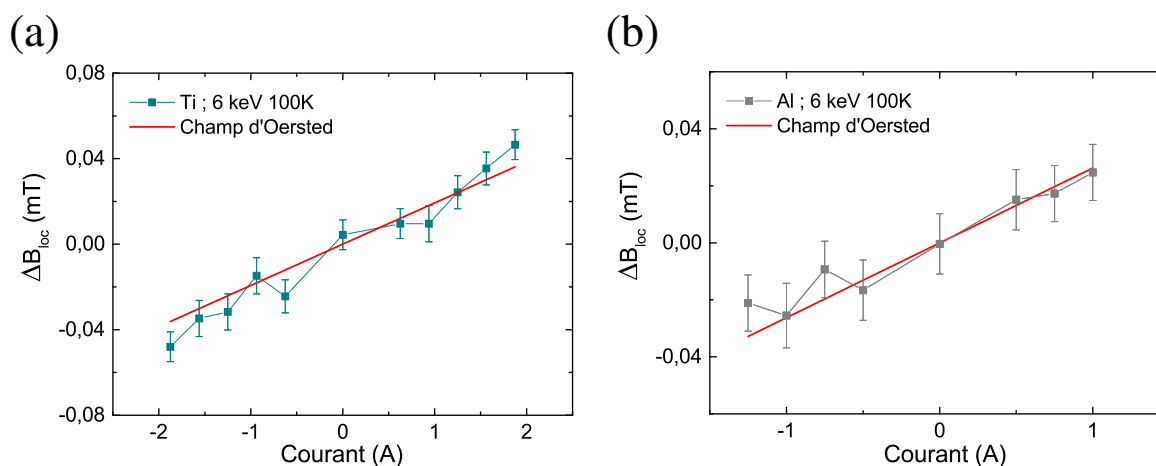 (a)
0,08
0,04
0,00
-0,04
-0,08
ΔB_loc (mT)
Ti ; 6 keV 100K
Champ d'Oersted
-2
-1
0
1
2
Courant (A)
(b)
0,04
0,00
-0,04
ΔB_loc (mT)
Al ; 6 keV 100K
Champ d'Oersted
-1
0
1
Courant (A)